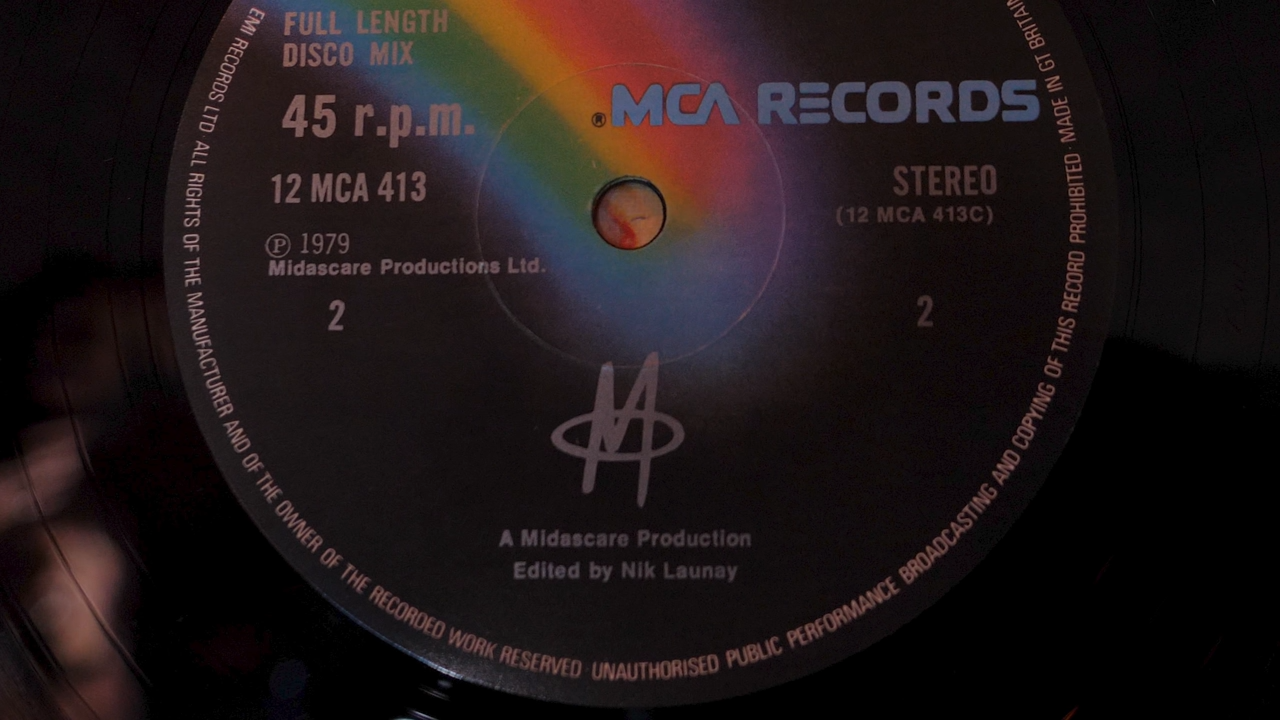 FULL LENGTH
DISCO MIX
45 r.p.m.
® MCA RECORDS
12 MCA 413
STEREO
(12 MCA 413C)
℗ 1979
Midascare Productions Ltd.
2
2
M
A Midascare Production
Edited by Nik Launay
EMI RECORDS LTD. ALL RIGHTS OF THE MANUFACTURER AND OF THE OWNER OF THE RECORDED WORK RESERVED UNAUTHORISED PUBLIC PERFORMANCE BROADCASTING AND COPYING OF THIS RECORD PROHIBITED · MADE IN GT BRITAIN